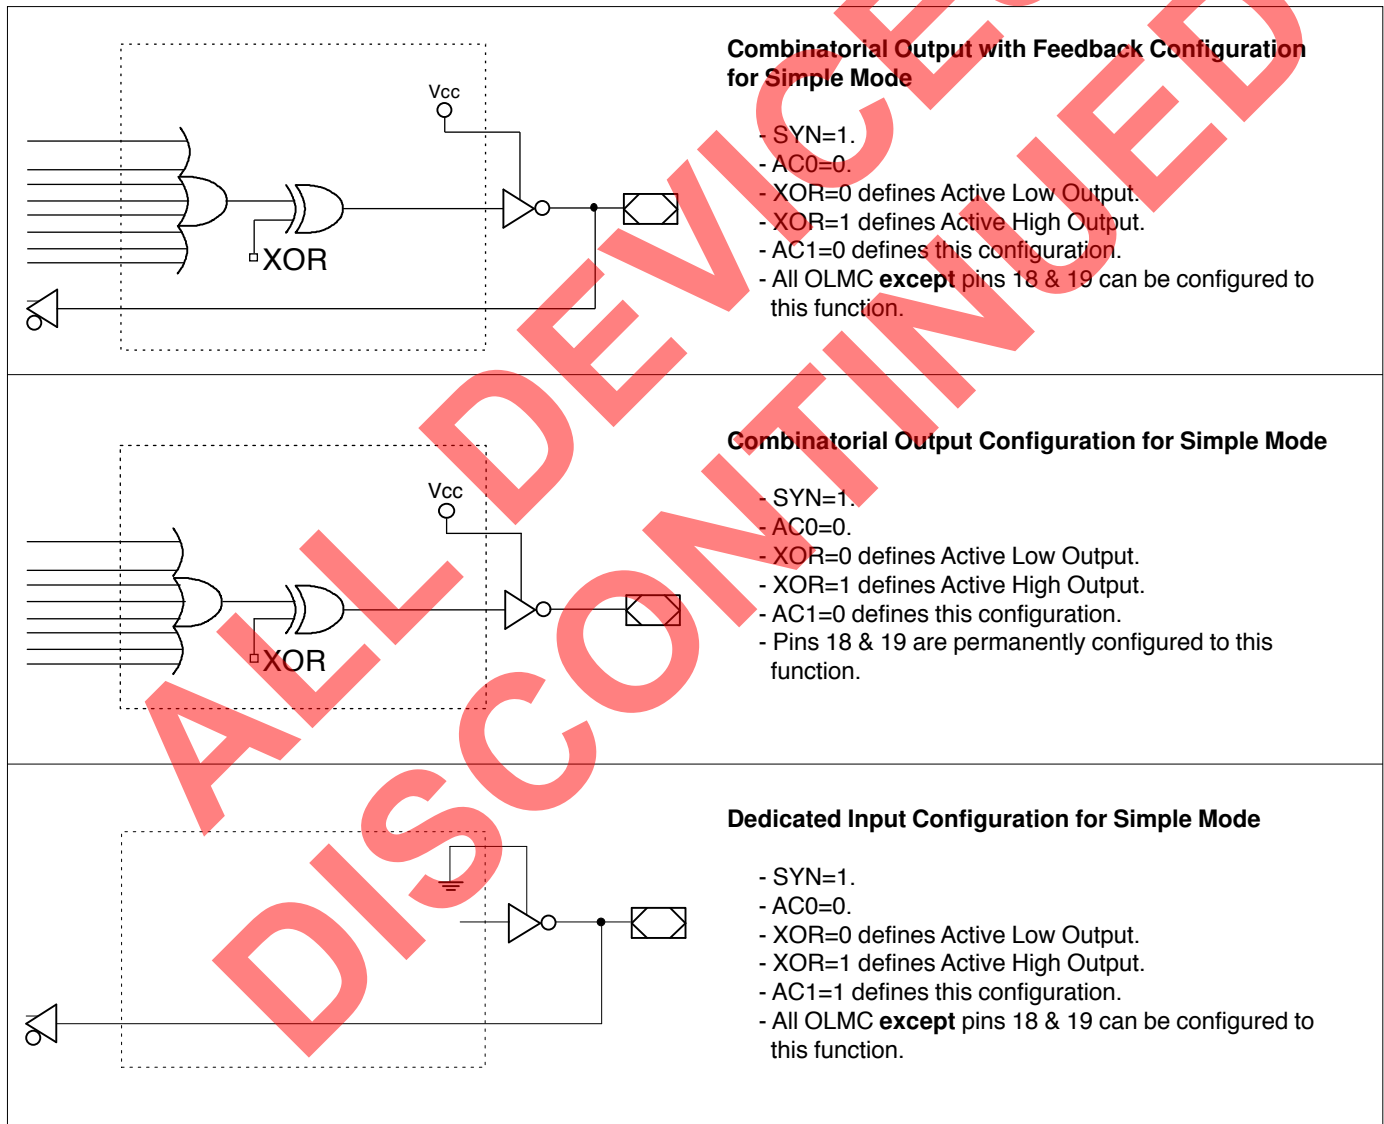 Combinatorial Output with Feedback Configuration
for Simple Mode
Vcc
- SYN=1.
- AC0=0.
- XOR=0 defines Active Low Output.
- XOR=1 defines Active High Output.
- AC1=0 defines this configuration.
- All OLMC except pins 18 & 19 can be configured to
this function.
XOR
Combinatorial Output Configuration for Simple Mode
Vcc
- SYN=1.
- AC0=0.
- XOR=0 defines Active Low Output.
- XOR=1 defines Active High Output.
- AC1=0 defines this configuration.
- Pins 18 & 19 are permanently configured to this
function.
XOR
Dedicated Input Configuration for Simple Mode
- SYN=1.
- AC0=0.
- XOR=0 defines Active Low Output.
- XOR=1 defines Active High Output.
- AC1=1 defines this configuration.
- All OLMC except pins 18 & 19 can be configured to
this function.
ALL DEVICES
DISCONTINUED